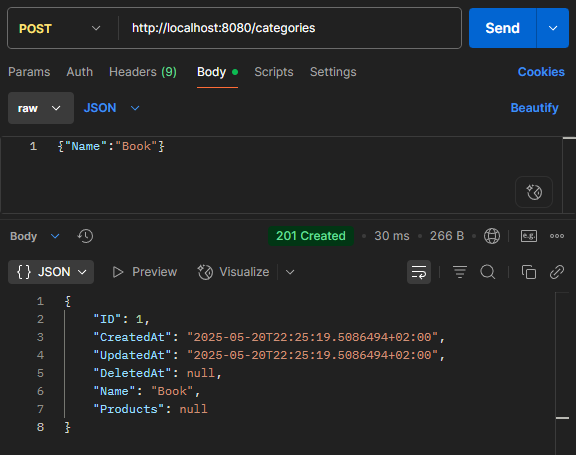 POST http://localhost:8080/categories Send
Params Auth Headers (9) Body Scripts Settings Cookies
raw JSON Beautify
1 {"Name":"Book"}
Body 201 Created 30 ms 266 B e.g.
{} JSON Preview Visualize
1 {
2 "ID": 1,
3 "CreatedAt": "2025-05-20T22:25:19.5086494+02:00",
4 "UpdatedAt": "2025-05-20T22:25:19.5086494+02:00",
5 "DeletedAt": null,
6 "Name": "Book",
7 "Products": null
8 }